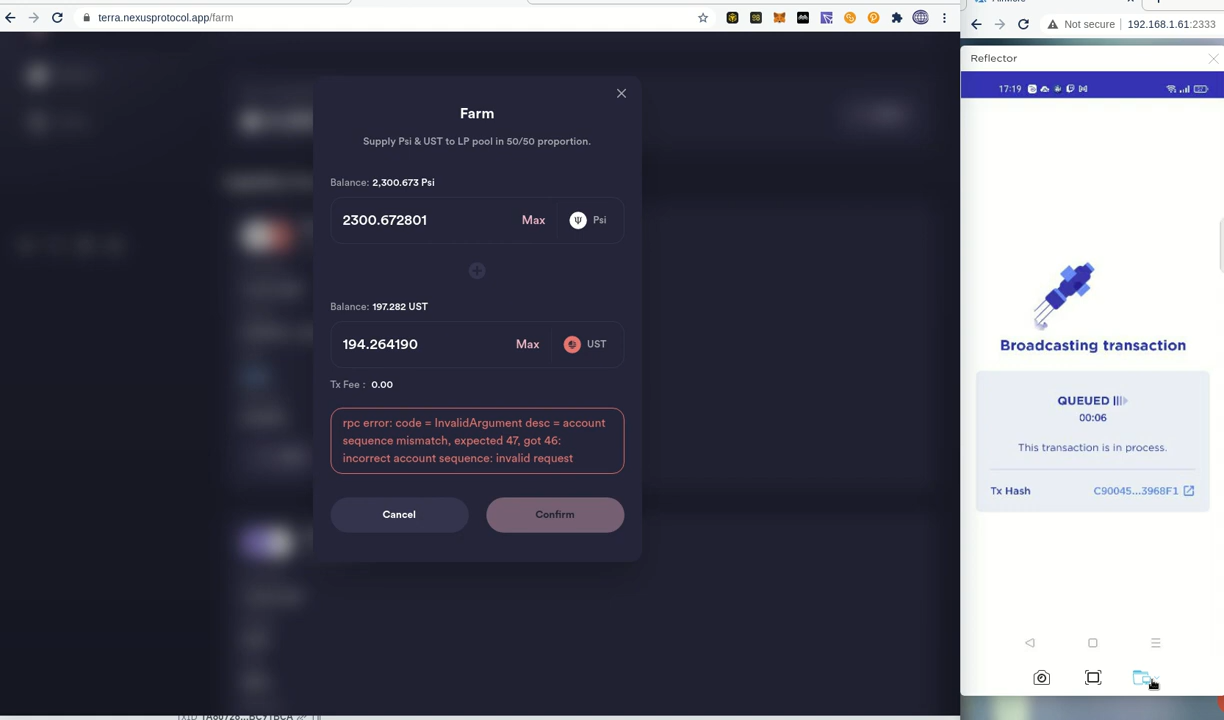 terra.nexusprotocol.app/farm
Not secure
192.168.1.61:2333
Reflector
17:19
Farm
Supply Psi & UST to LP pool in 50/50 proportion.
Balance: 2,300.673 Psi
2300.672801
Max
Psi
Balance: 197.282 UST
194.264190
Max
UST
Tx Fee : 0.00
rpc error: code = InvalidArgument desc = account
sequence mismatch, expected 47, got 46:
incorrect account sequence: invalid request
Cancel
Confirm
Broadcasting transaction
QUEUED
00:06
This transaction is in process.
Tx Hash
C90045...3968F1